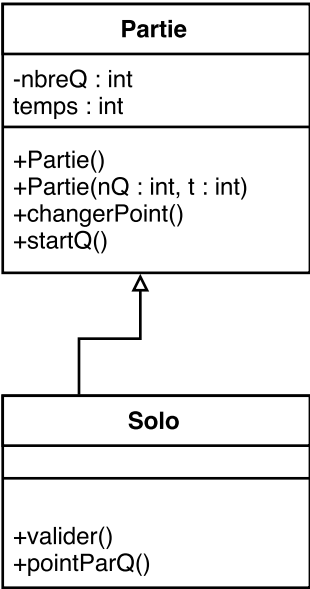 Partie
-nbreQ : int
temps : int
+Partie()
+Partie(nQ : int, t : int)
+changerPoint()
+startQ()
Solo
+valider()
+pointParQ()